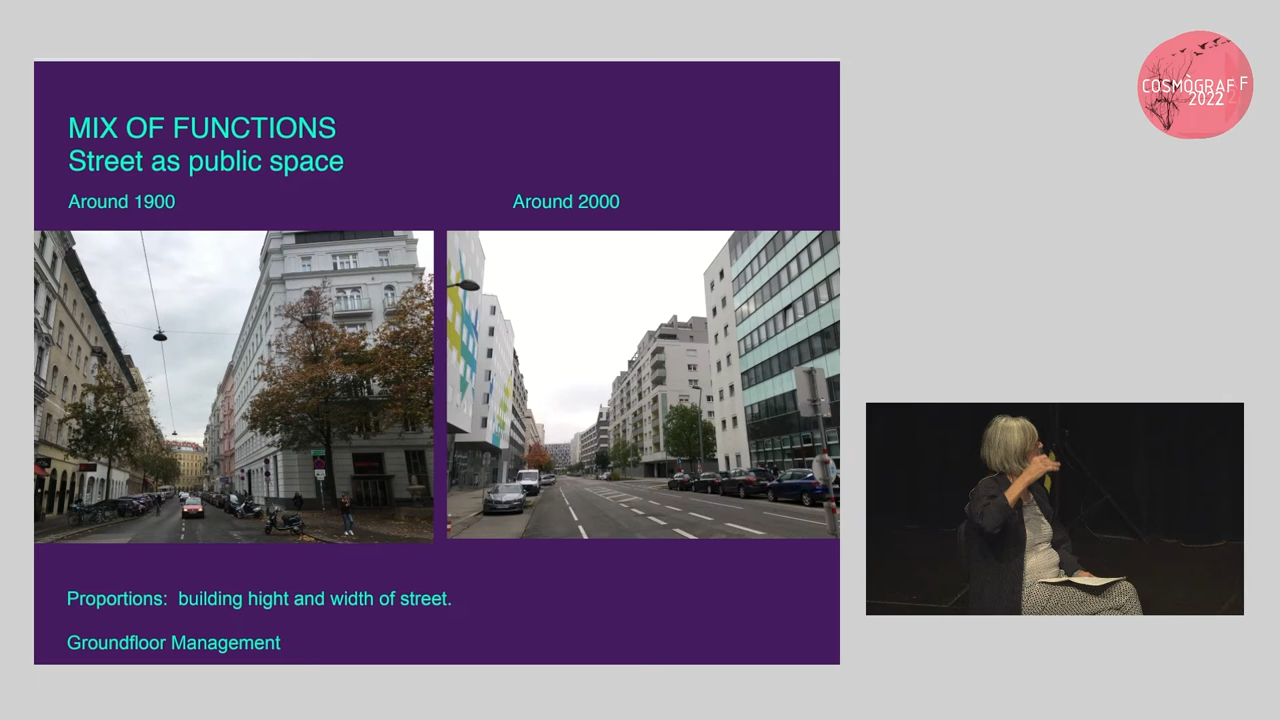 COSMÒGRAF F
2022
MIX OF FUNCTIONS
Street as public space
Around 1900
Around 2000
Proportions: building hight and width of street.
Groundfloor Management